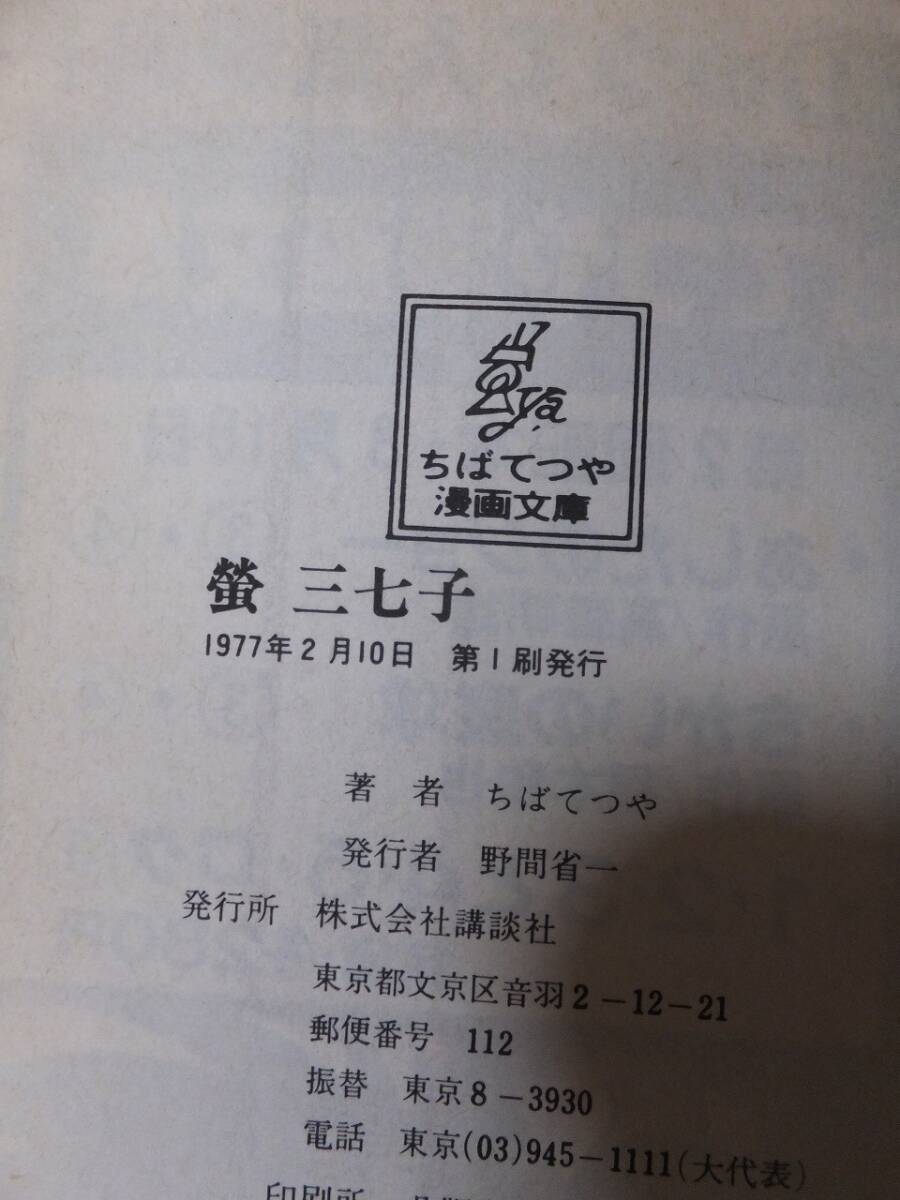 ちばてつや
漫画文庫
螢 三七子
1977年2月10日 第1刷発行
著者 ちばてつや
発行者 野間省一
発行所 株式会社講談社
東京都文京区音羽2-12-21
郵便番号 112
振替 東京8-3930
電話 東京(03)945-1111(大代表)
印刷所